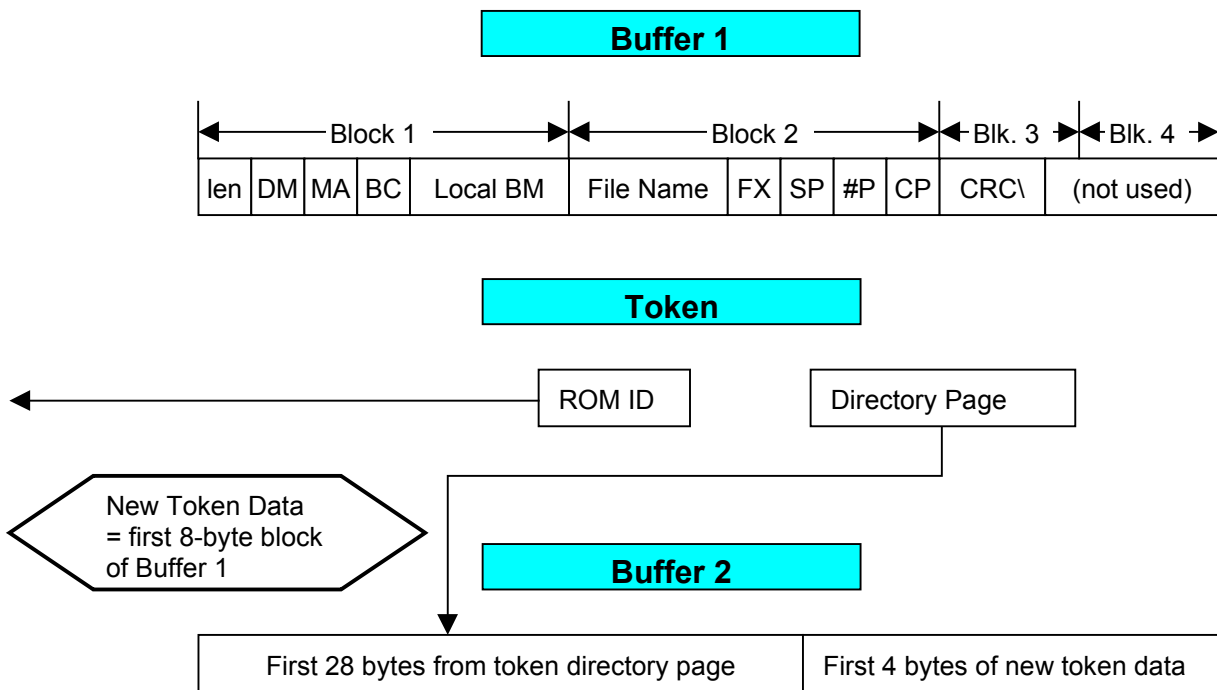 Buffer 1
Block 1 Block 2 Blk. 3 Blk. 4
len DM MA BC Local BM File Name FX SP #P CP CRC\ (not used)
Token
ROM ID Directory Page
New Token Data
= first 8-byte block
of Buffer 1
Buffer 2
First 28 bytes from token directory page First 4 bytes of new token data